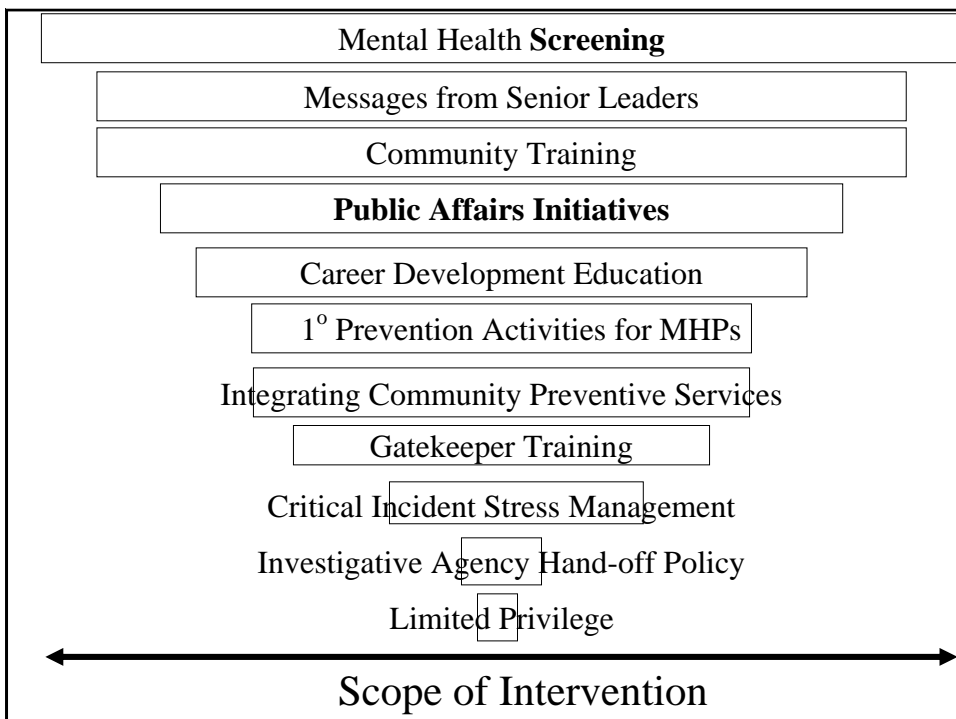 Mental Health Screening
Messages from Senior Leaders
Community Training
Public Affairs Initiatives
Career Development Education
1º Prevention Activities for MHPs
Integrating Community Preventive Services
Gatekeeper Training
Critical Incident Stress Management
Investigative Agency Hand-off Policy
Limited Privilege
Scope of Intervention